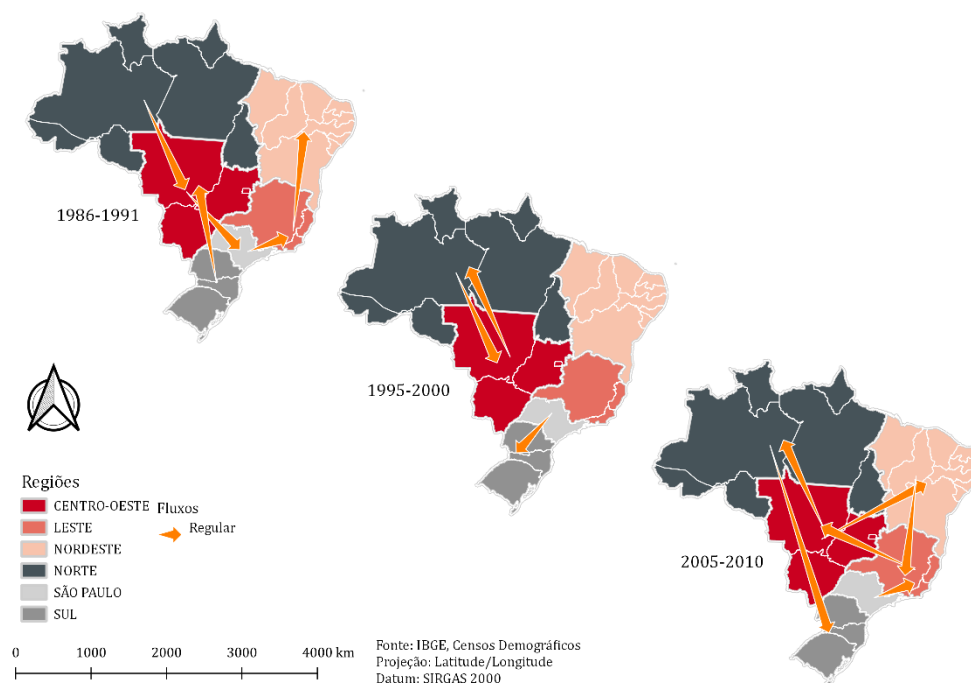 1986-1991
1995-2000
2005-2010
Regiões
CENTRO-OESTE
LESTE
NORDESTE
NORTE
SÃO PAULO
SUL
Fluxos
Regular
0 1000 2000 3000 4000 km
Fonte: IBGE, Censos Demográficos
Projeção: Latitude/Longitude
Datum: SIRGAS 2000